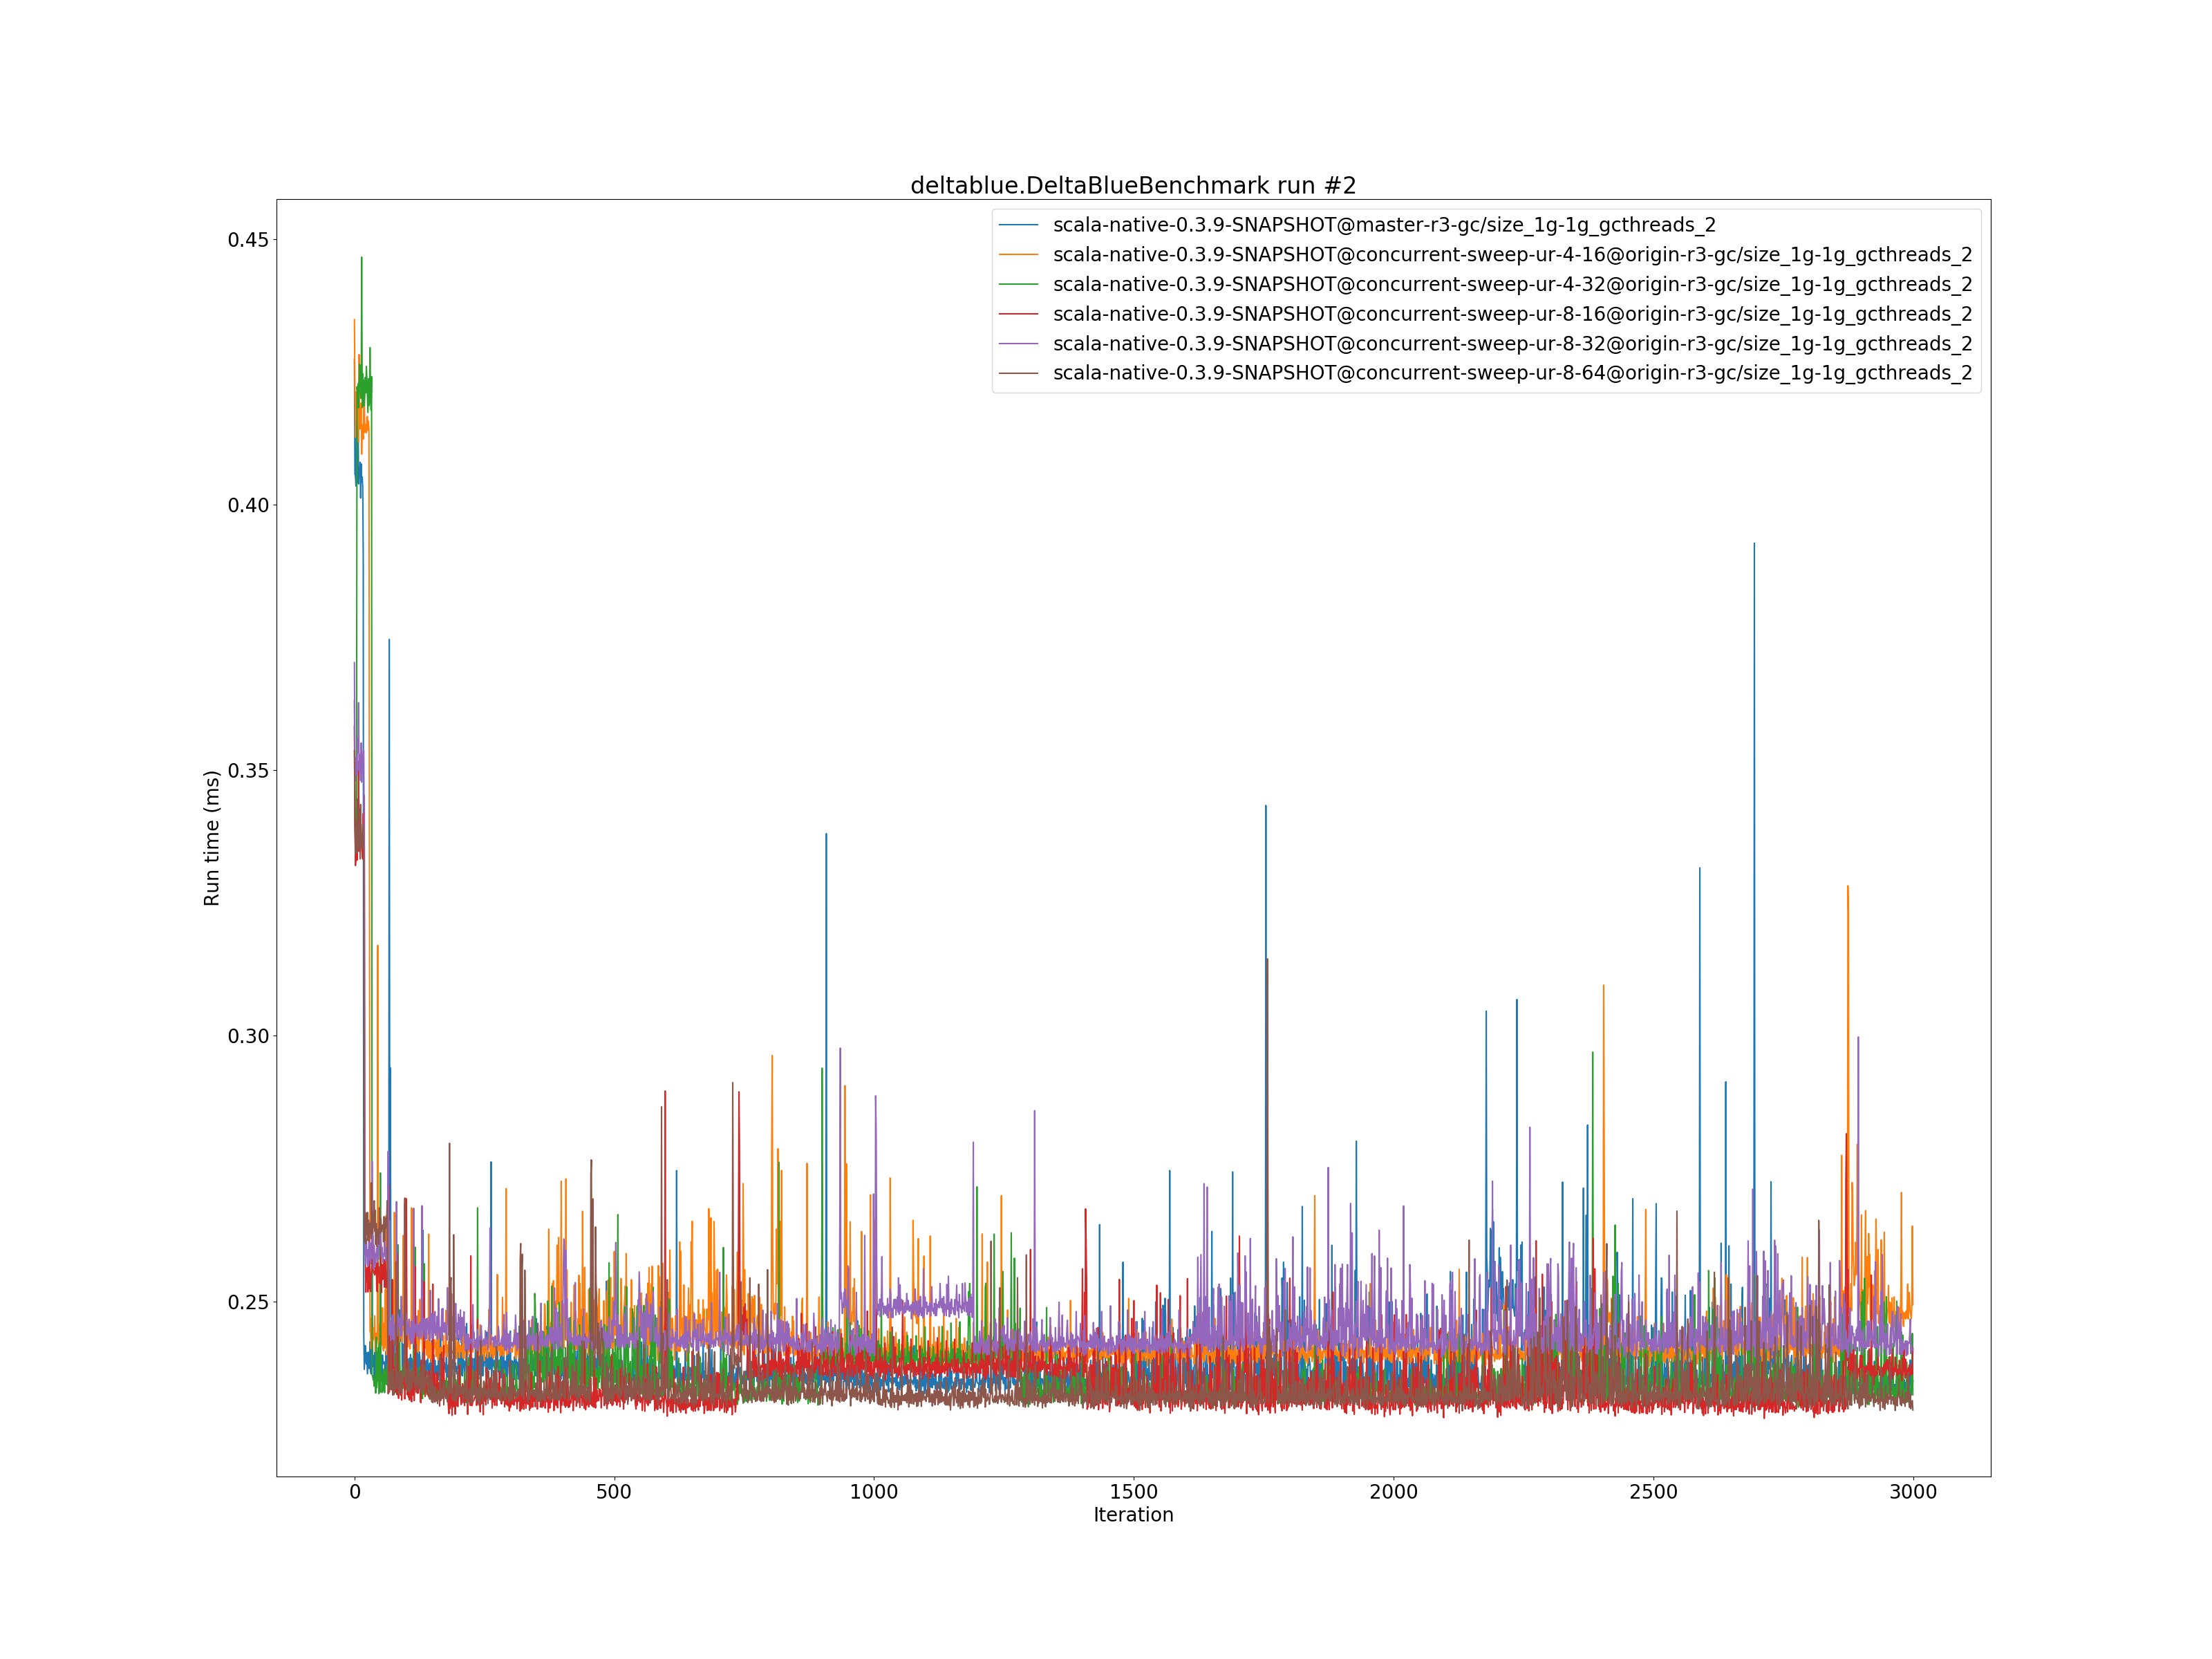 deltablue.DeltaBlueBenchmark run #2
scala-native-0.3.9-SNAPSHOT@master-r3-gc/size_1g-1g_gcthreads_2
scala-native-0.3.9-SNAPSHOT@concurrent-sweep-ur-4-16@origin-r3-gc/size_1g-1g_gcthreads_2
scala-native-0.3.9-SNAPSHOT@concurrent-sweep-ur-4-32@origin-r3-gc/size_1g-1g_gcthreads_2
scala-native-0.3.9-SNAPSHOT@concurrent-sweep-ur-8-16@origin-r3-gc/size_1g-1g_gcthreads_2
scala-native-0.3.9-SNAPSHOT@concurrent-sweep-ur-8-32@origin-r3-gc/size_1g-1g_gcthreads_2
scala-native-0.3.9-SNAPSHOT@concurrent-sweep-ur-8-64@origin-r3-gc/size_1g-1g_gcthreads_2
0.45
0.40
0.35
0.30
0.25
Run time (ms)
0 500 1000 1500 2000 2500 3000
Iteration